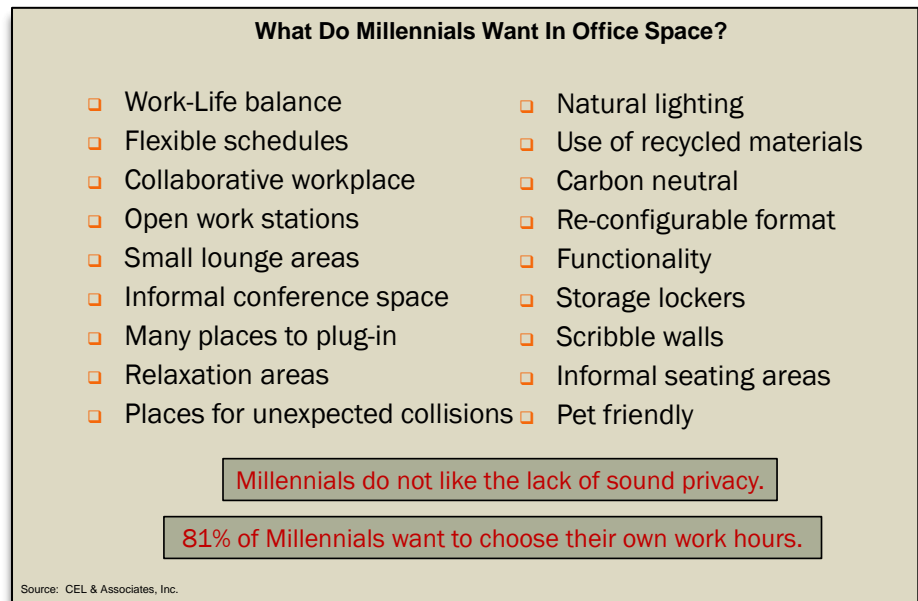 What Do Millennials Want In Office Space?
Work-Life balance
Flexible schedules
Collaborative workplace
Open work stations
Small lounge areas
Informal conference space
Many places to plug-in
Relaxation areas
Places for unexpected collisions
Natural lighting
Use of recycled materials
Carbon neutral
Re-configurable format
Functionality
Storage lockers
Scribble walls
Informal seating areas
Pet friendly
Millennials do not like the lack of sound privacy.
81% of Millennials want to choose their own work hours.
Source: CEL & Associates, Inc.